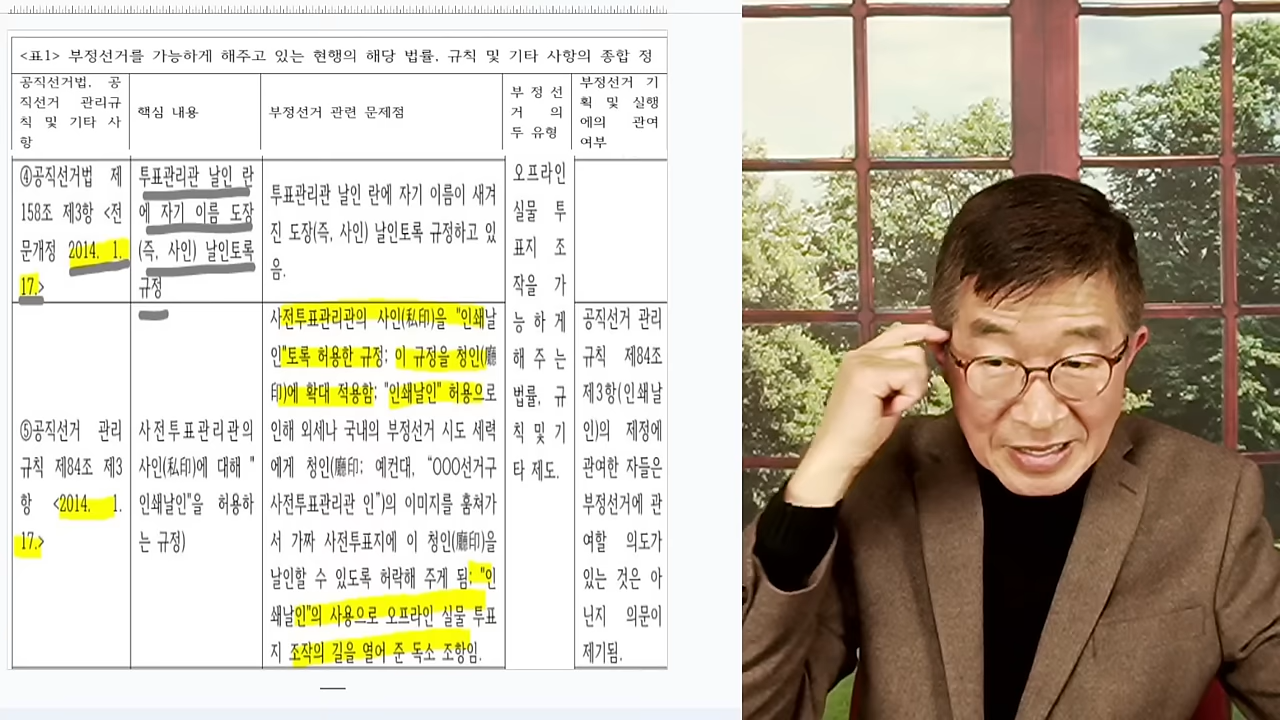 <표1> 부정선거를 가능하게 해주고 있는 현행의 해당 법률. 규칙 및 기타 사항의 종합 정
공직선거법. 공
직선거 관리규
칙 및 기타 사
항
핵심 내용
부정선거 관련 문제점
부 정 선
거 의
두 유형
부정선거 기
획 및 실행
에의 관여
여부
④공직선거법 제
158조 제3항 <전
문개정 2014. 1.
17.>
투표관리관 날인 란
에 자기 이름 도장
(즉, 사인) 날인토록
규정
투표관리관 날인 란에 자기 이름이 새겨
진 도장(즉, 사인) 날인토록 규정하고 있
음.
오프라인
실물 투
표지 조
작을 가
능 하 게
해 주 는
법률, 규
칙 및 기
타 제도.
⑤공직선거 관리
규칙 제84조 제3
항 <2014. 1.
17.>
사전투표관리관의
사인(私印)에 대해 "
인쇄날인"을 허용하
는 규정)
사전투표관리관의 사인(私印)을 "인쇄날
인"토록 허용한 규정; 이 규정을 청인(廳
印)에 확대 적용함; "인쇄날인" 허용으로
인해 외세나 국내의 부정선거 시도 세력
에게 청인(廳印: 예컨대, “OOO선거구
사전투표관리관 인”)의 이미지를 훔쳐가
서 가짜 사전투표지에 이 청인(廳印)을
날인할 수 있도록 허락해 주게 됨; "인
쇄날인"의 사용으로 오프라인 실물 투표
지 조작의 길을 열어 준 독소 조항임.
공직선거 관리
규칙 제84조
제3항(인쇄날
인)의 제정에
관여한 자들은
부정선거에 관
여할 의도가
있는 것은 아
닌지 의문이
제기됨.